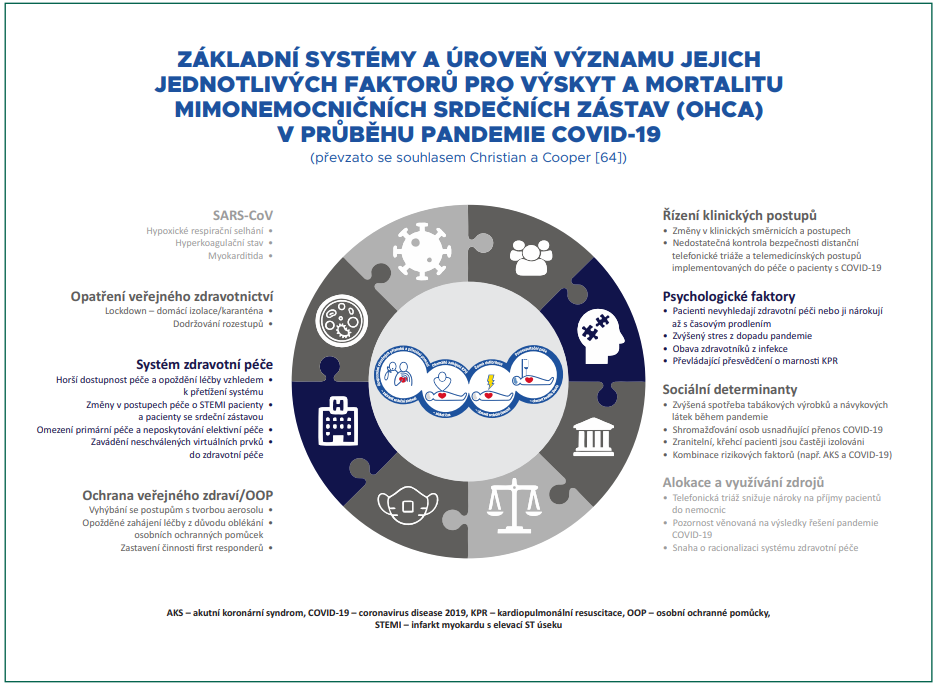 ZÁKLADNÍ SYSTÉMY A ÚROVEŇ VÝZNAMU JEJICH
JEDNOTLIVÝCH FAKTORŮ PRO VÝSKYT A MORTALITU
MIMONEMOCNIČNÍCH SRDEČNÍCH ZÁSTAV (OHCA)
V PRŮBĚHU PANDEMIE COVID-19
(převzato se souhlasem Christian a Cooper [64])
SARS-CoV
Hypoxické respirační selhání •
Hyperkoagulační stav •
Myokarditida •
Opatření veřejného zdravotnictví
Lockdown – domácí izolace/karanténa •
Dodržování rozestupů •
Systém zdravotní péče
Horší dostupnost péče a opoždění léčby vzhledem •
k přetížení systému
Změny v postupech péče o STEMI pacienty •
a pacienty se srdeční zástavou
Omezení primární péče a neposkytování elektivní péče •
Zavádění neschválených virtuálních prvků •
do zdravotní péče
Ochrana veřejného zdraví/OOP
Vyhýbání se postupům s tvorbou aerosolu •
Opožděné zahájení léčby z důvodu oblékání •
osobních ochranných pomůcek
Zastavení činnosti first responderů •
Řízení klinických postupů
• Změny v klinických směrnicích a postupech
• Nedostatečná kontrola bezpečnosti distanční
telefonické triáže a telemedicínských postupů
implementovaných do péče o pacienty s COVID-19
Psychologické faktory
• Pacienti nevyhledají zdravotní péči nebo ji nárokují
až s časovým prodlením
• Zvýšený stres z dopadu pandemie
• Obava zdravotníků z infekce
• Převládající přesvědčení o marnosti KPR
Sociální determinanty
• Zvýšená spotřeba tabákových výrobků a návykových
látek během pandemie
• Shromažďování osob usnadňující přenos COVID-19
• Zranitelní, křehcí pacienti jsou častěji izolováni
• Kombinace rizikových faktorů (např. AKS a COVID-19)
Alokace a využívání zdrojů
• Telefonická triáž snižuje nároky na příjmy pacientů
do nemocnic
• Pozornost věnovaná na výsledky řešení pandemie
COVID-19
• Snaha o racionalizaci systému zdravotní péče
H
AKS – akutní koronární syndrom, COVID-19 – coronavirus disease 2019, KPR – kardiopulmonální resuscitace, OOP – osobní ochranné pomůcky,
STEMI – infarkt myokardu s elevací ST úseku